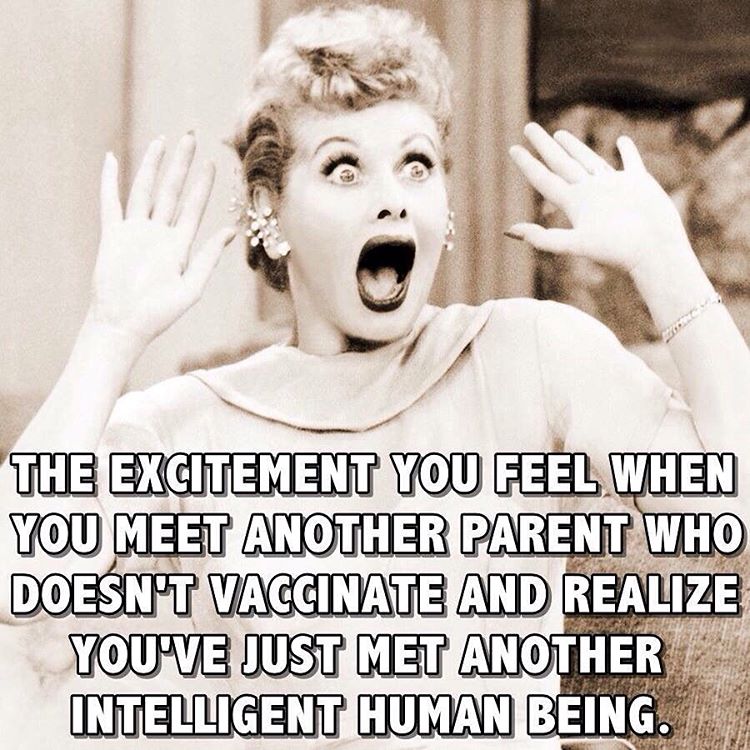 THE EXCITEMENT YOU FEEL WHEN
YOU MEET ANOTHER PARENT WHO
DOESN'T VACCINATE AND REALIZE
YOU'VE JUST MET ANOTHER
INTELLIGENT HUMAN BEING.